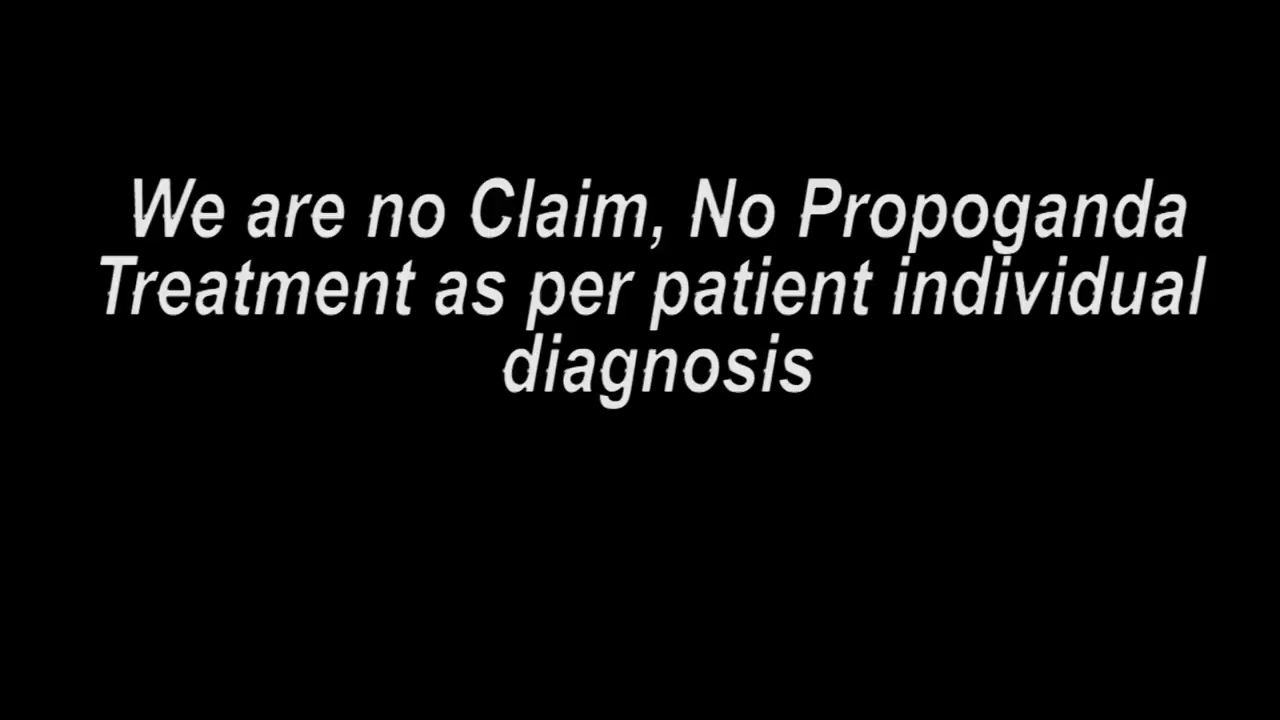 We are no Claim, No Propoganda
Treatment as per patient individual
diagnosis